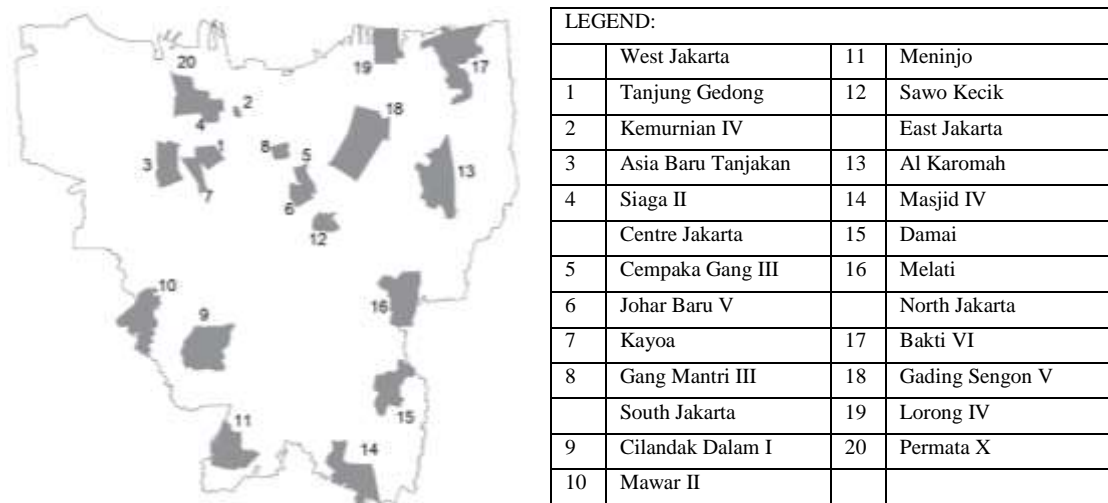 20
19
17
2
18
4
3
1
8
5
13
7
6
12
10
16
9
15
11
14
LEGEND:
West Jakarta 11 Meninjo
1 Tanjung Gedong 12 Sawo Kecik
2 Kemurnian IV East Jakarta
3 Asia Baru Tanjakan 13 Al Karomah
4 Siaga II 14 Masjid IV
Centre Jakarta 15 Damai
5 Cempaka Gang III 16 Melati
6 Johar Baru V North Jakarta
7 Kayoa 17 Bakti VI
8 Gang Mantri III 18 Gading Sengon V
South Jakarta 19 Lorong IV
9 Cilandak Dalam I 20 Permata X
10 Mawar II